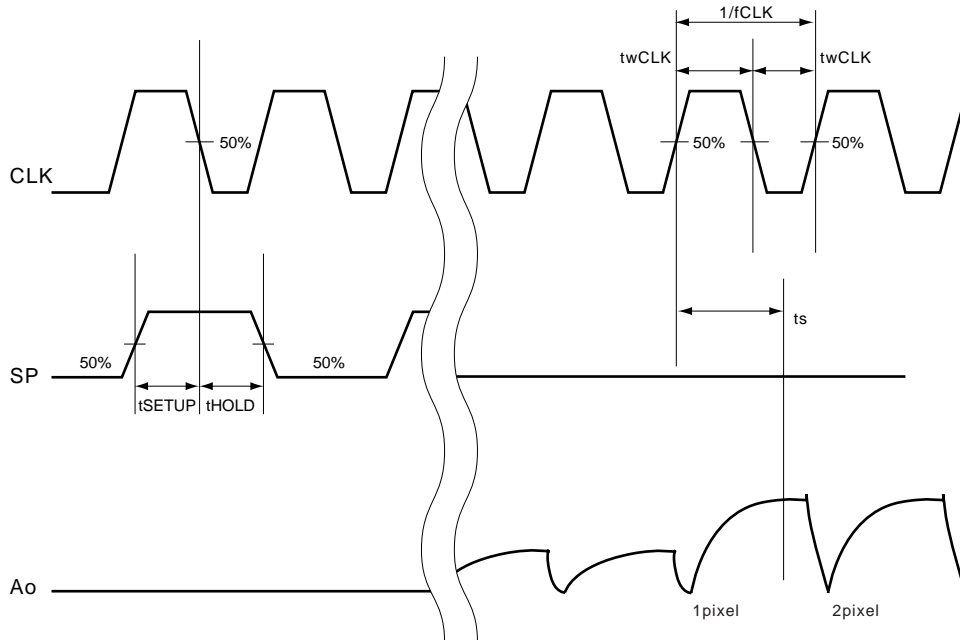 1/fCLK
twCLK twCLK
50% 50% 50%
CLK
ts
50% 50%
SP
tSETUP tHOLD
Ao
1pixel 2pixel